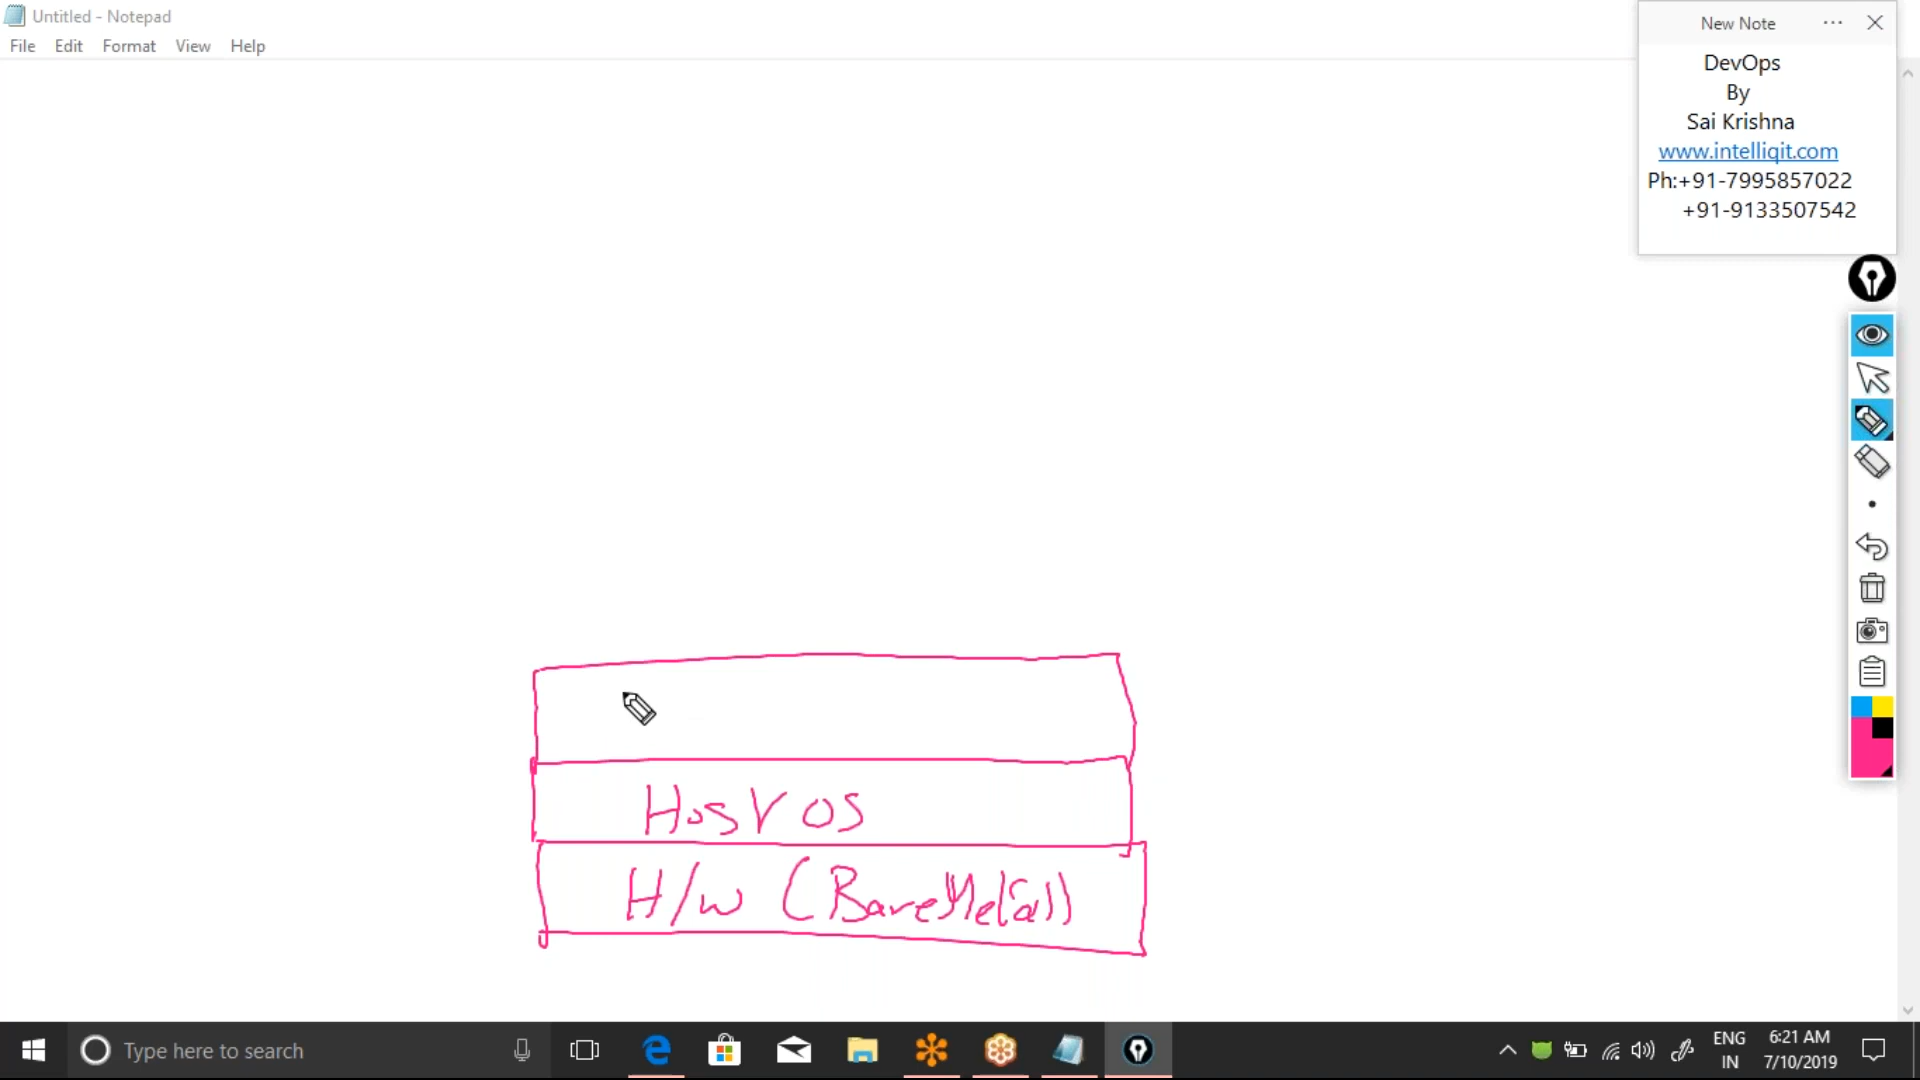 Untitled - Notepad
File Edit Format View Help
New Note
DevOps
By
Sai Krishna
www.intelliqit.com
Ph:+91-7995857022
+91-9133507542
Host OS
H/w (BareMetal)
Type here to search
ENG
IN
6:21 AM
7/10/2019